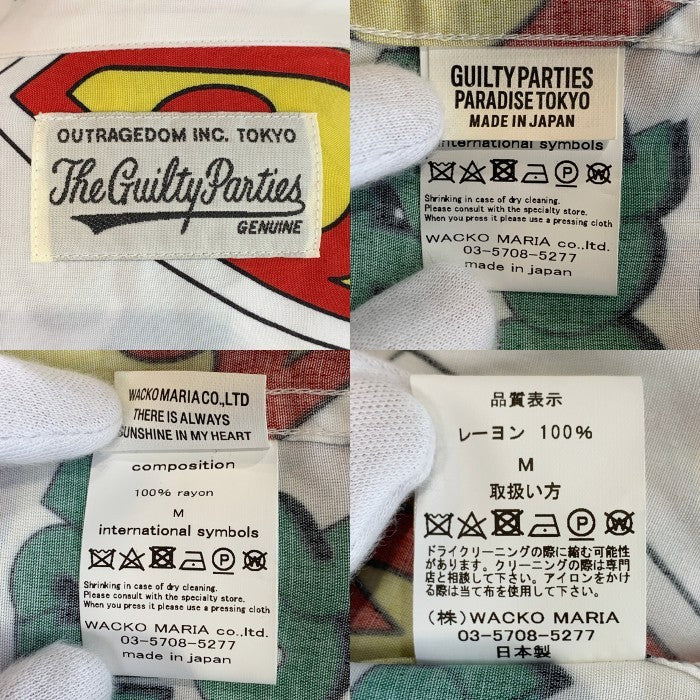 OUTRAGEDOM INC. TOKYO
The Guilty Parties
GENUINE
GUILTY PARTIES
PARADISE TOKYO
MADE IN JAPAN
international symbols
Shrinking in case of dry cleaning.
Please consult with the specialty store.
When you press it please use a pressing cloth
WACKO MARIA co.,ltd.
03-5708-5277
made in japan
WACKO MARIA CO.,LTD
THERE IS ALWAYS
SUNSHINE IN MY HEART
composition
100% rayon
M
international symbols
Shrinking in case of dry cleaning.
Please consult with the specialty store.
When you press it please use a pressing cloth
WACKO MARIA co.,ltd.
03-5708-5277
made in japan
品質表示
レーヨン 100%
M
取扱い方
ドライクリーニングの際に縮む可能性
があります。クリーニングの際は専門
店と相談して下さい。アイロンをかけ
る際は当て布を使用して下さい。
(株) WACKO MARIA
03-5708-5277
日本製